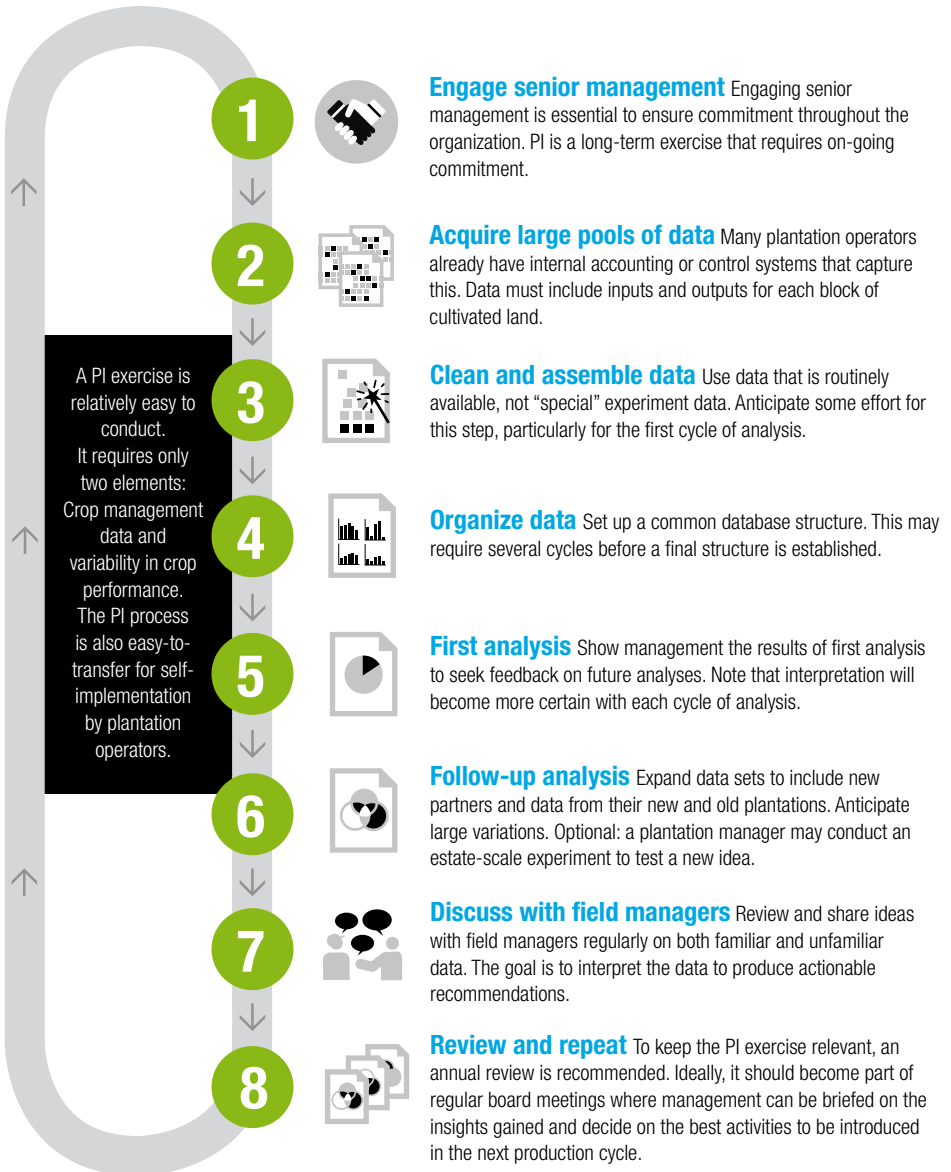 1
Engage senior management Engaging senior
management is essential to ensure commitment throughout the
organization. PI is a long-term exercise that requires on-going
commitment.
2
Acquire large pools of data Many plantation operators
already have internal accounting or control systems that capture
this. Data must include inputs and outputs for each block of
cultivated land.
A PI exercise is
relatively easy to
conduct.
It requires only
two elements:
Crop management
data and
variability in crop
performance.
The PI process
is also easy-to-
transfer for self-
implementation
by plantation
operators.
3
Clean and assemble data Use data that is routinely
available, not “special” experiment data. Anticipate some effort for
this step, particularly for the first cycle of analysis.
4
Organize data Set up a common database structure. This may
require several cycles before a final structure is established.
5
First analysis Show management the results of first analysis
to seek feedback on future analyses. Note that interpretation will
become more certain with each cycle of analysis.
6
Follow-up analysis Expand data sets to include new
partners and data from their new and old plantations. Anticipate
large variations. Optional: a plantation manager may conduct an
estate-scale experiment to test a new idea.
7
Discuss with field managers Review and share ideas
with field managers regularly on both familiar and unfamiliar
data. The goal is to interpret the data to produce actionable
recommendations.
8
Review and repeat To keep the PI exercise relevant, an
annual review is recommended. Ideally, it should become part of
regular board meetings where management can be briefed on the
insights gained and decide on the best activities to be introduced
in the next production cycle.